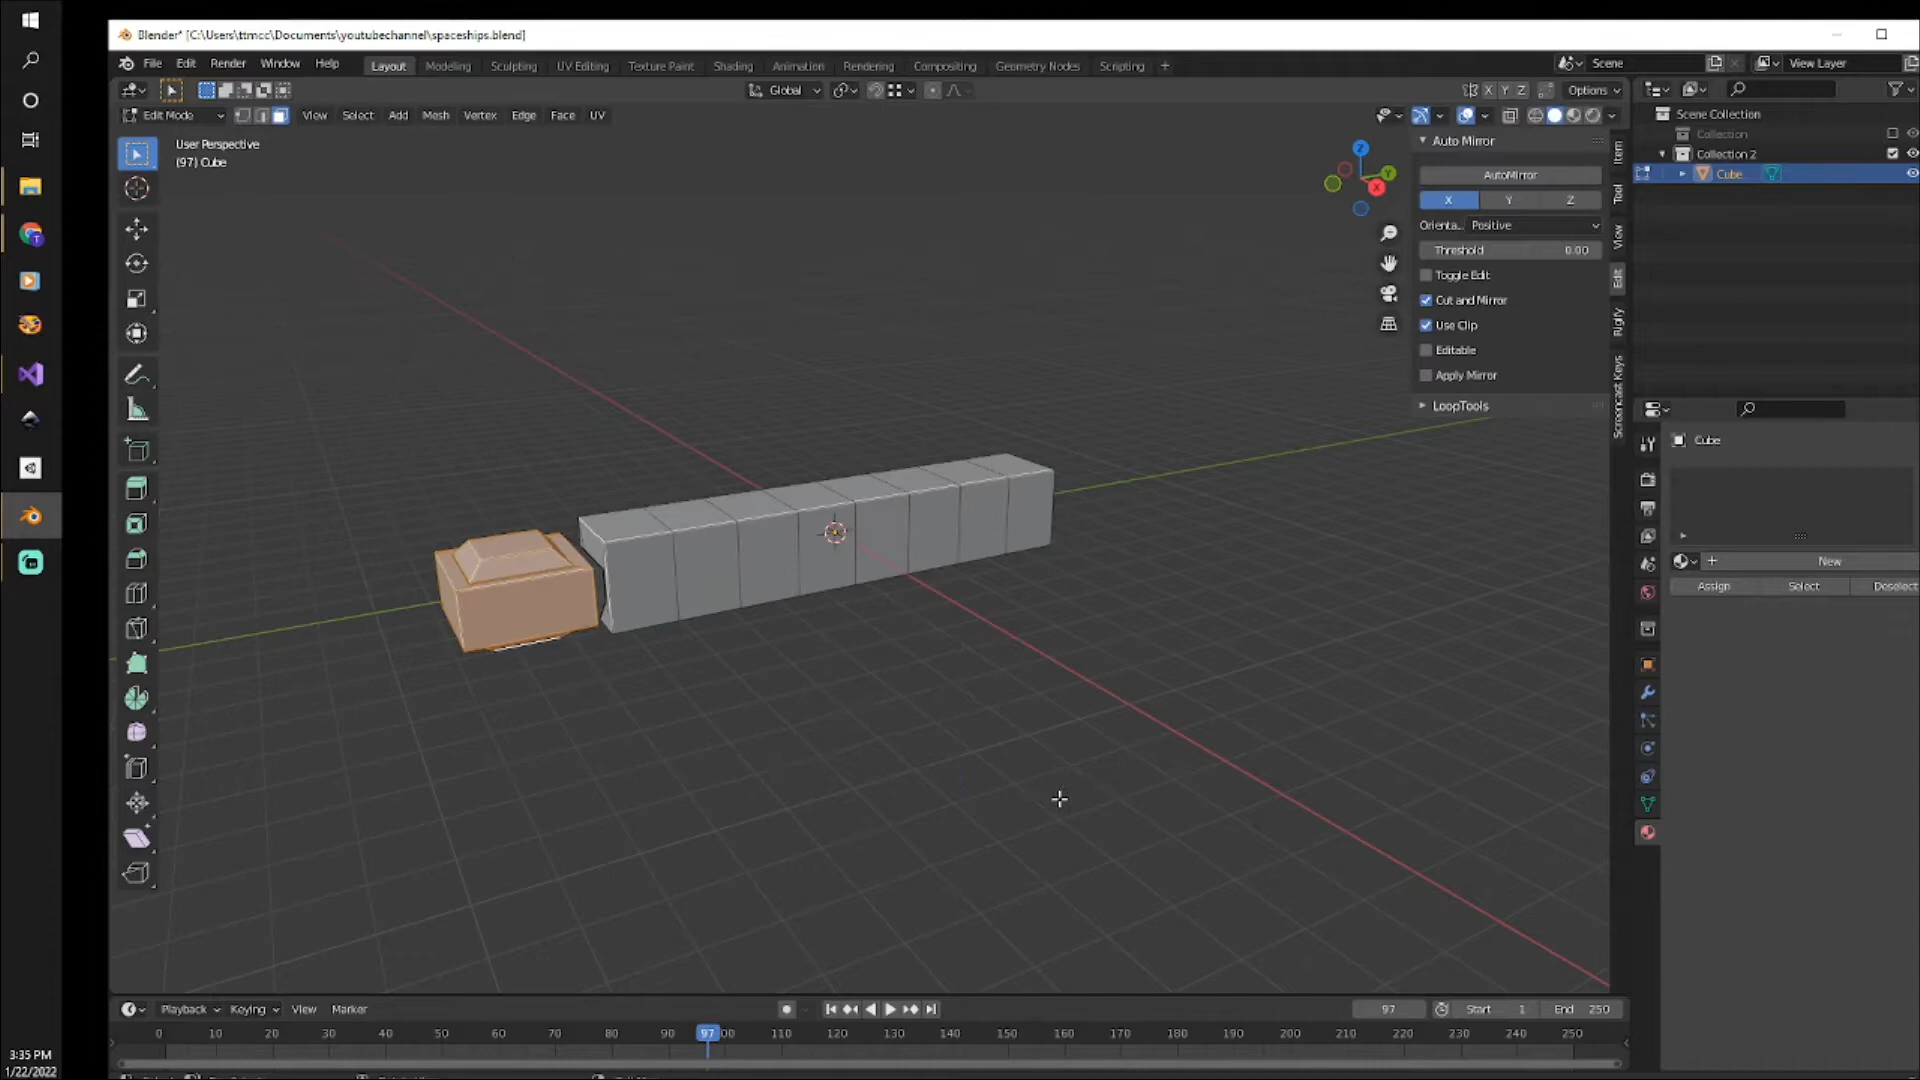 Blender* [C:\Users\ttmcc\Documents\youtubechannel\spaceships.blend]
File Edit Render Window Help Layout Modeling Sculpting UV Editing Texture Paint Shading Animation Rendering Compositing Geometry Nodes Scripting + Scene View Layer
Global X Y Z Options
Edit Mode View Select Add Mesh Vertex Edge Face UV
Scene Collection
Collection
Collection 2
Cube
User Perspective
(97) Cube
Z
Y
X
Auto Mirror
AutoMirror
X Y Z
Orienta... Positive
Threshold 0.00
Toggle Edit
Cut and Mirror
Use Clip
Editable
Apply Mirror
LoopTools
Item
Tool
View
Edit
Rigify
Screencast Keys
Cube
New
Assign Select Deselect
Playback Keying View Marker 97 Start 1 End 250
0 10 20 30 40 50 60 70 80 90 97 00 110 120 130 140 150 160 170 180 190 200 210 220 230 240 250
3:35 PM
1/22/2022